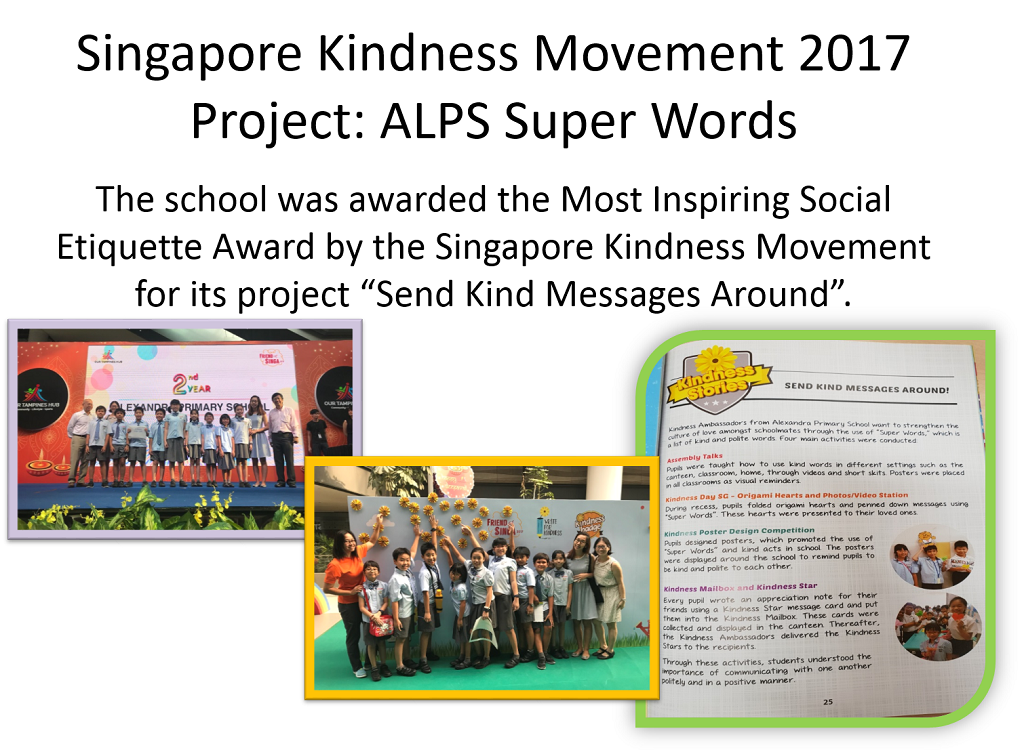 Singapore Kindness Movement 2017
Project: ALPS Super Words
The school was awarded the Most Inspiring Social
Etiquette Award by the Singapore Kindness Movement
for its project “Send Kind Messages Around”.
OUR TAMPINES HUB
2nd
YEAR
ALEXANDRA PRIMARY SCHOOL
OUR TAMPINES HUB
FRIEND OF
SINGA
Kindness
Badge
Kindness
Stories
SEND KIND MESSAGES AROUND!
Kindness Ambassadors from Alexandra Primary School want to strengthen the
culture of love amongst schoolmates through the use of "Super Words," which is
a list of kind and polite words. Four main activities were conducted:
Assembly Talks
Pupils were taught how to use kind words in different settings such as the
canteen, classroom, home, through videos and short skits. Posters were placed
in all classrooms as visual reminders.
Kindness Day SG – Origami Hearts and Photos/Video Station
During recess, pupils folded origami hearts and penned down messages using
"Super Words". These hearts were presented to their loved ones.
Kindness Poster Design Competition
Pupils designed posters, which promoted the use of
"Super Words" and kind acts in school. The posters
were displayed around the school to remind pupils to
be kind and polite to each other.
Kindness Mailbox and Kindness Star
Every pupil wrote an appreciation note for their
friends using a Kindness Star message card and put
them into the Kindness Mailbox. These cards were
collected and displayed in the canteen. Thereafter,
the Kindness Ambassadors delivered the Kindness
Stars to the recipients.
Through these activities, students understood the
importance of communicating with one another
politely and in a positive manner.
25